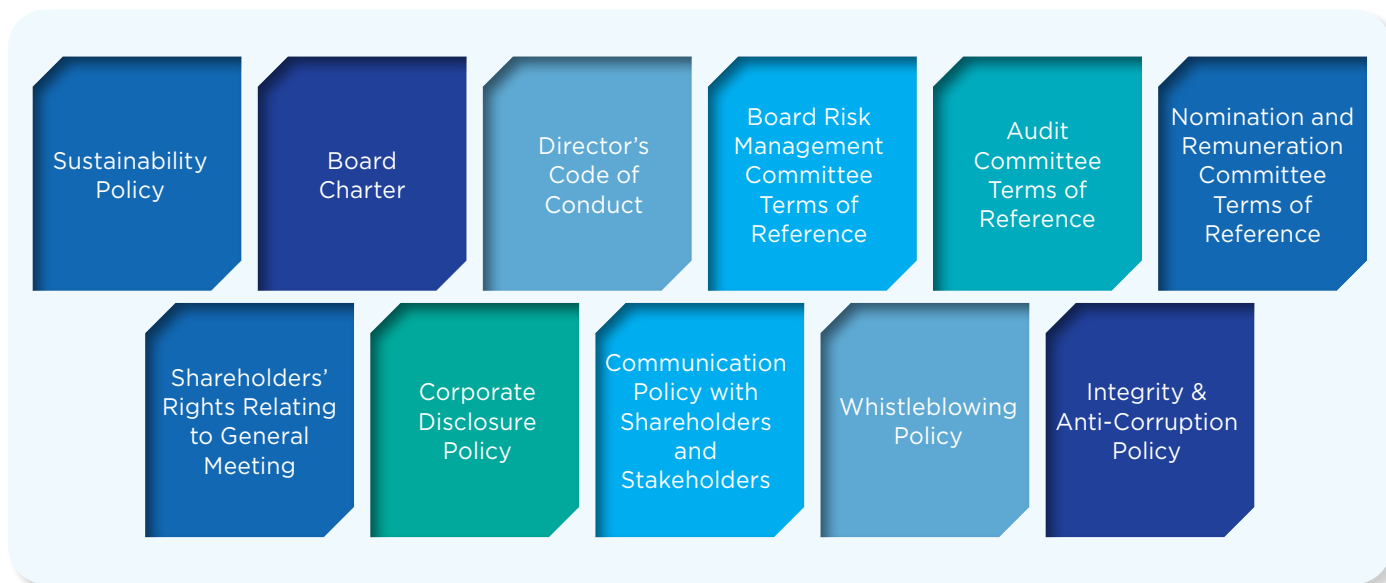 Sustainability
Policy
Board
Charter
Director’s
Code of
Conduct
Board Risk
Management
Committee
Terms of
Reference
Audit
Committee
Terms of
Reference
Nomination and
Remuneration
Committee
Terms of
Reference
Shareholders’
Rights Relating
to General
Meeting
Corporate
Disclosure
Policy
Communication
Policy with
Shareholders
and
Stakeholders
Whistleblowing
Policy
Integrity &
Anti-Corruption
Policy